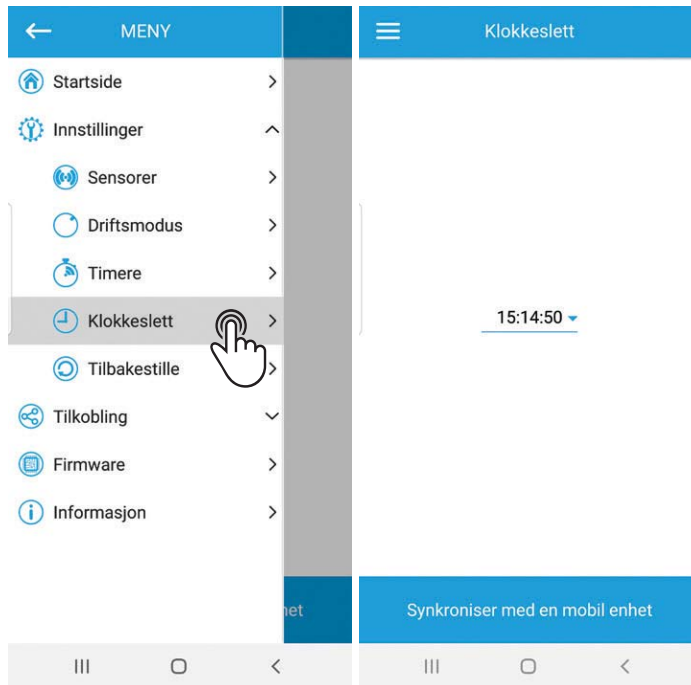 MENY
Startside
Innstillinger
Sensorer
Driftsmodus
Timere
Klokkeslett
Tilbakestille
Tilkobling
Firmware
Informasjon
het
Klokkeslett
15:14:50
Synkroniser med en mobil enhet